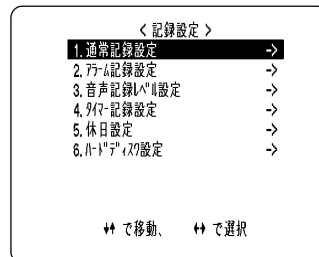 < 記録設定 >
1. 通常記録設定 ->
2. ｱﾗｰﾑ記録設定 ->
3. 音声記録ﾚﾍﾞﾙ設定 ->
4. ﾀｲﾏｰ記録設定 ->
5. 休日設定 ->
6. ﾊｰﾄﾞﾃﾞｨｽｸ設定 ->
↓↑ で移動、 ←→ で選択